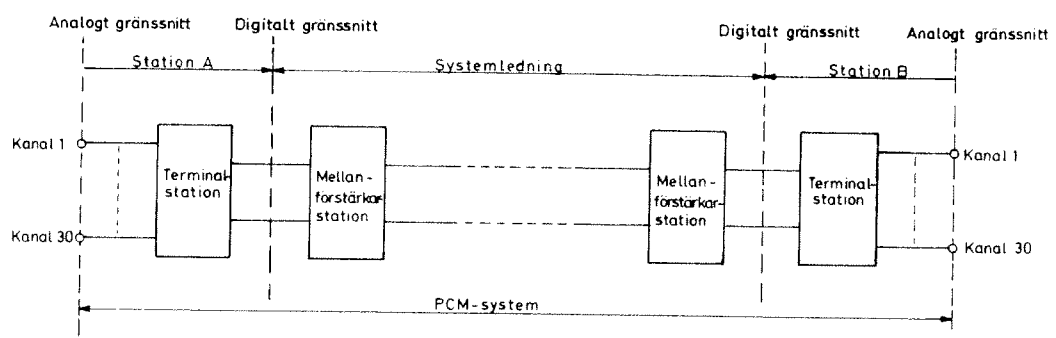 Analogt gränssnitt
Digitalt gränssnitt
Digitalt gränssnitt
Analogt gränssnitt
Station A
Systemledning
Station B
Kanal 1
Kanal 30
Terminal-
station
Mellan-
förstärkar-
station
Mellan-
förstärkar-
station
Terminal-
station
Kanal 1
Kanal 30
PCM-system